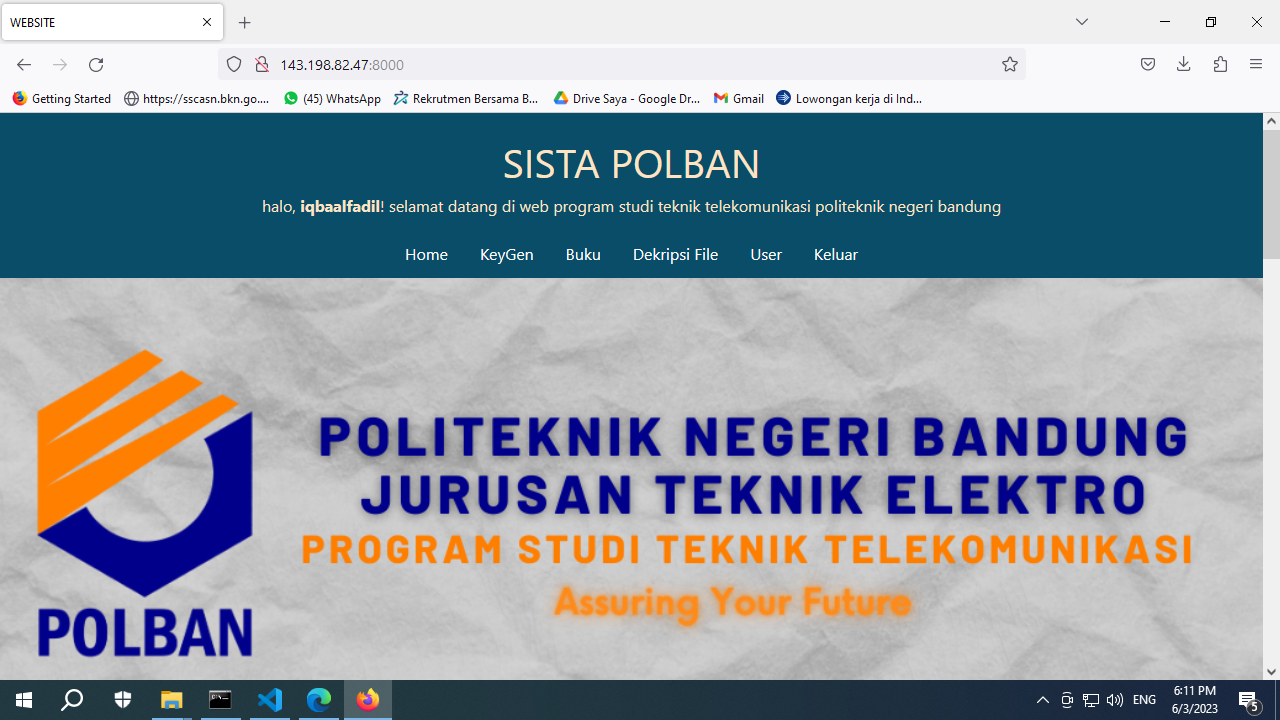 WEBSITE
143.198.82.47:8000
Getting Started
https://sscasn.bkn.go....
(45) WhatsApp
Rekrutmen Bersama B...
Drive Saya - Google Dr...
Gmail
Lowongan kerja di Ind...
SISTA POLBAN
halo, iqbaalfadil! selamat datang di web program studi teknik telekomunikasi politeknik negeri bandung
Home KeyGen Buku Dekripsi File User Keluar
POLITEKNIK NEGERI BANDUNG
JURUSAN TEKNIK ELEKTRO
PROGRAM STUDI TEKNIK TELEKOMUNIKASI
Assuring Your Future
POLBAN
ENG
6:11 PM
6/3/2023
5